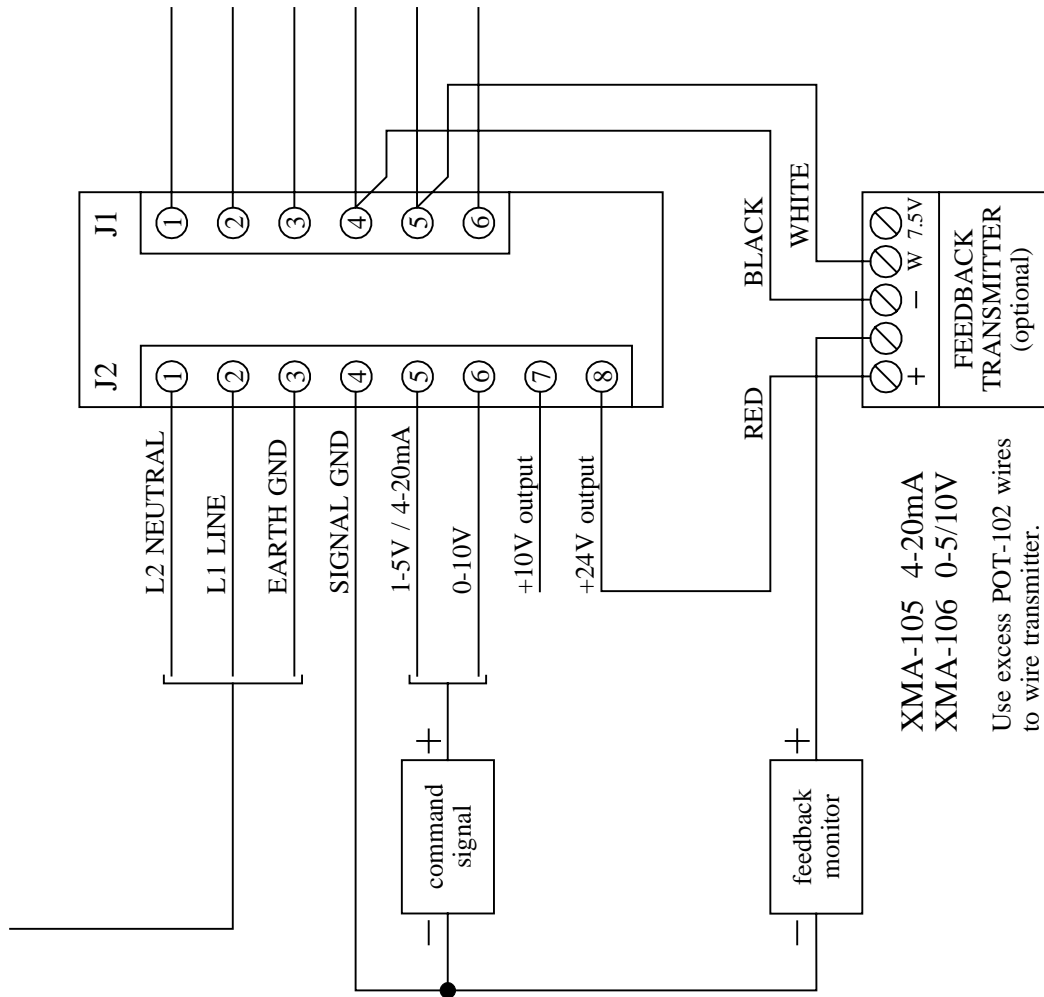 J1
1
2
3
4
5
6
J2
1
2
3
4
5
6
7
8
L2 NEUTRAL
L1 LINE
EARTH GND
SIGNAL GND
1-5V / 4-20mA
0-10V
+10V output
+24V output
BLACK
WHITE
RED
+
−
W
7.5V
FEEDBACK
TRANSMITTER
(optional)
+
command
signal
−
+
feedback
monitor
−
XMA-105 4-20mA
XMA-106 0-5/10V
Use excess POT-102 wires
to wire transmitter.